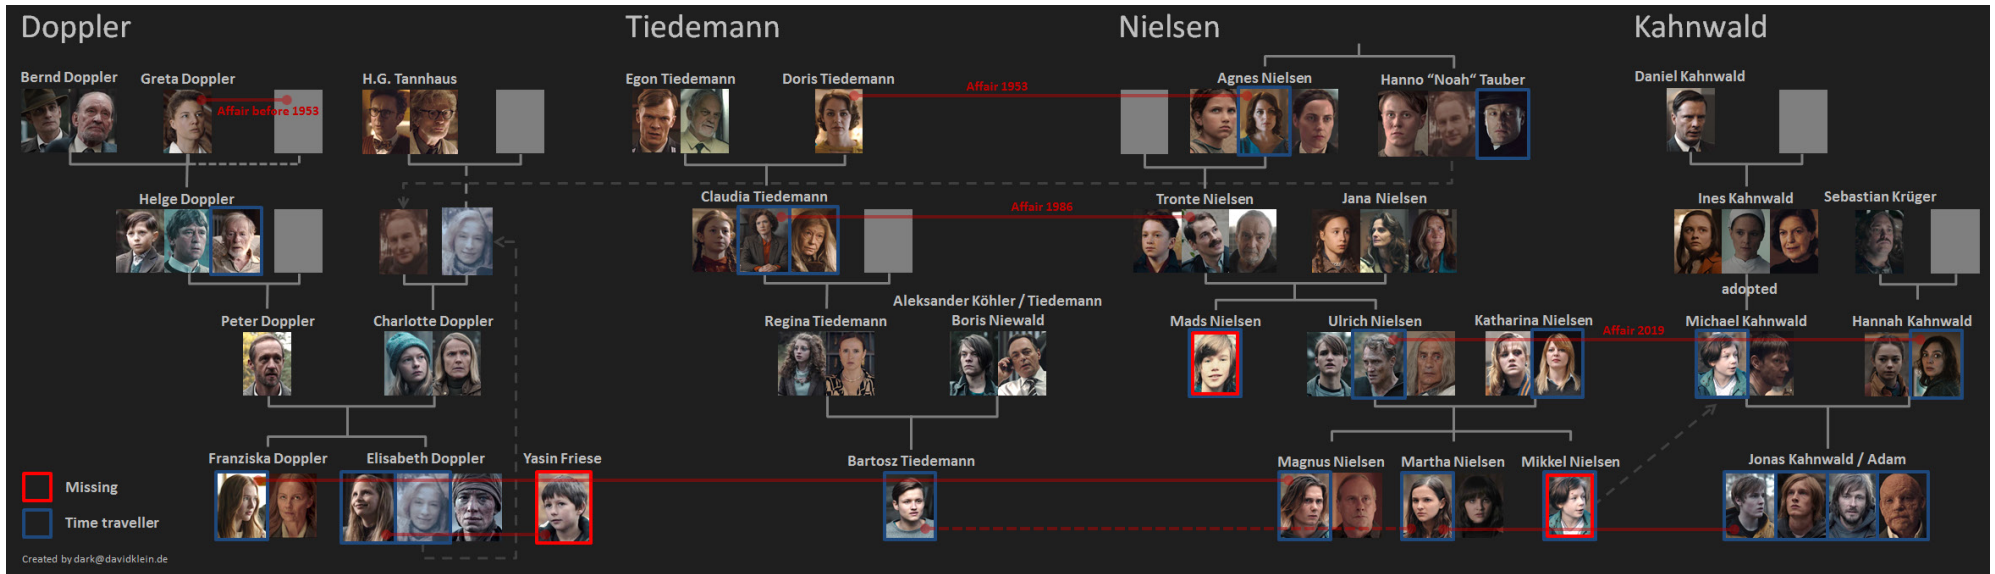 Doppler
Tiedemann
Nielsen
Kahnwald
Bernd Doppler
Greta Doppler
H.G. Tannhaus
Egon Tiedemann
Doris Tiedemann
Agnes Nielsen
Hanno “Noah“ Tauber
Daniel Kahnwald
Affair before 1953
Affair 1953
Helge Doppler
Claudia Tiedemann
Tronte Nielsen
Jana Nielsen
Ines Kahnwald
Sebastian Krüger
Affair 1986
adopted
Peter Doppler
Charlotte Doppler
Regina Tiedemann
Aleksander Köhler / Tiedemann
Boris Niewald
Mads Nielsen
Ulrich Nielsen
Katharina Nielsen
Michael Kahnwald
Hannah Kahnwald
Affair 2019
Franziska Doppler
Elisabeth Doppler
Yasin Friese
Bartosz Tiedemann
Magnus Nielsen
Martha Nielsen
Mikkel Nielsen
Jonas Kahnwald / Adam
Missing
Time traveller
Created by dark@davidklein.de